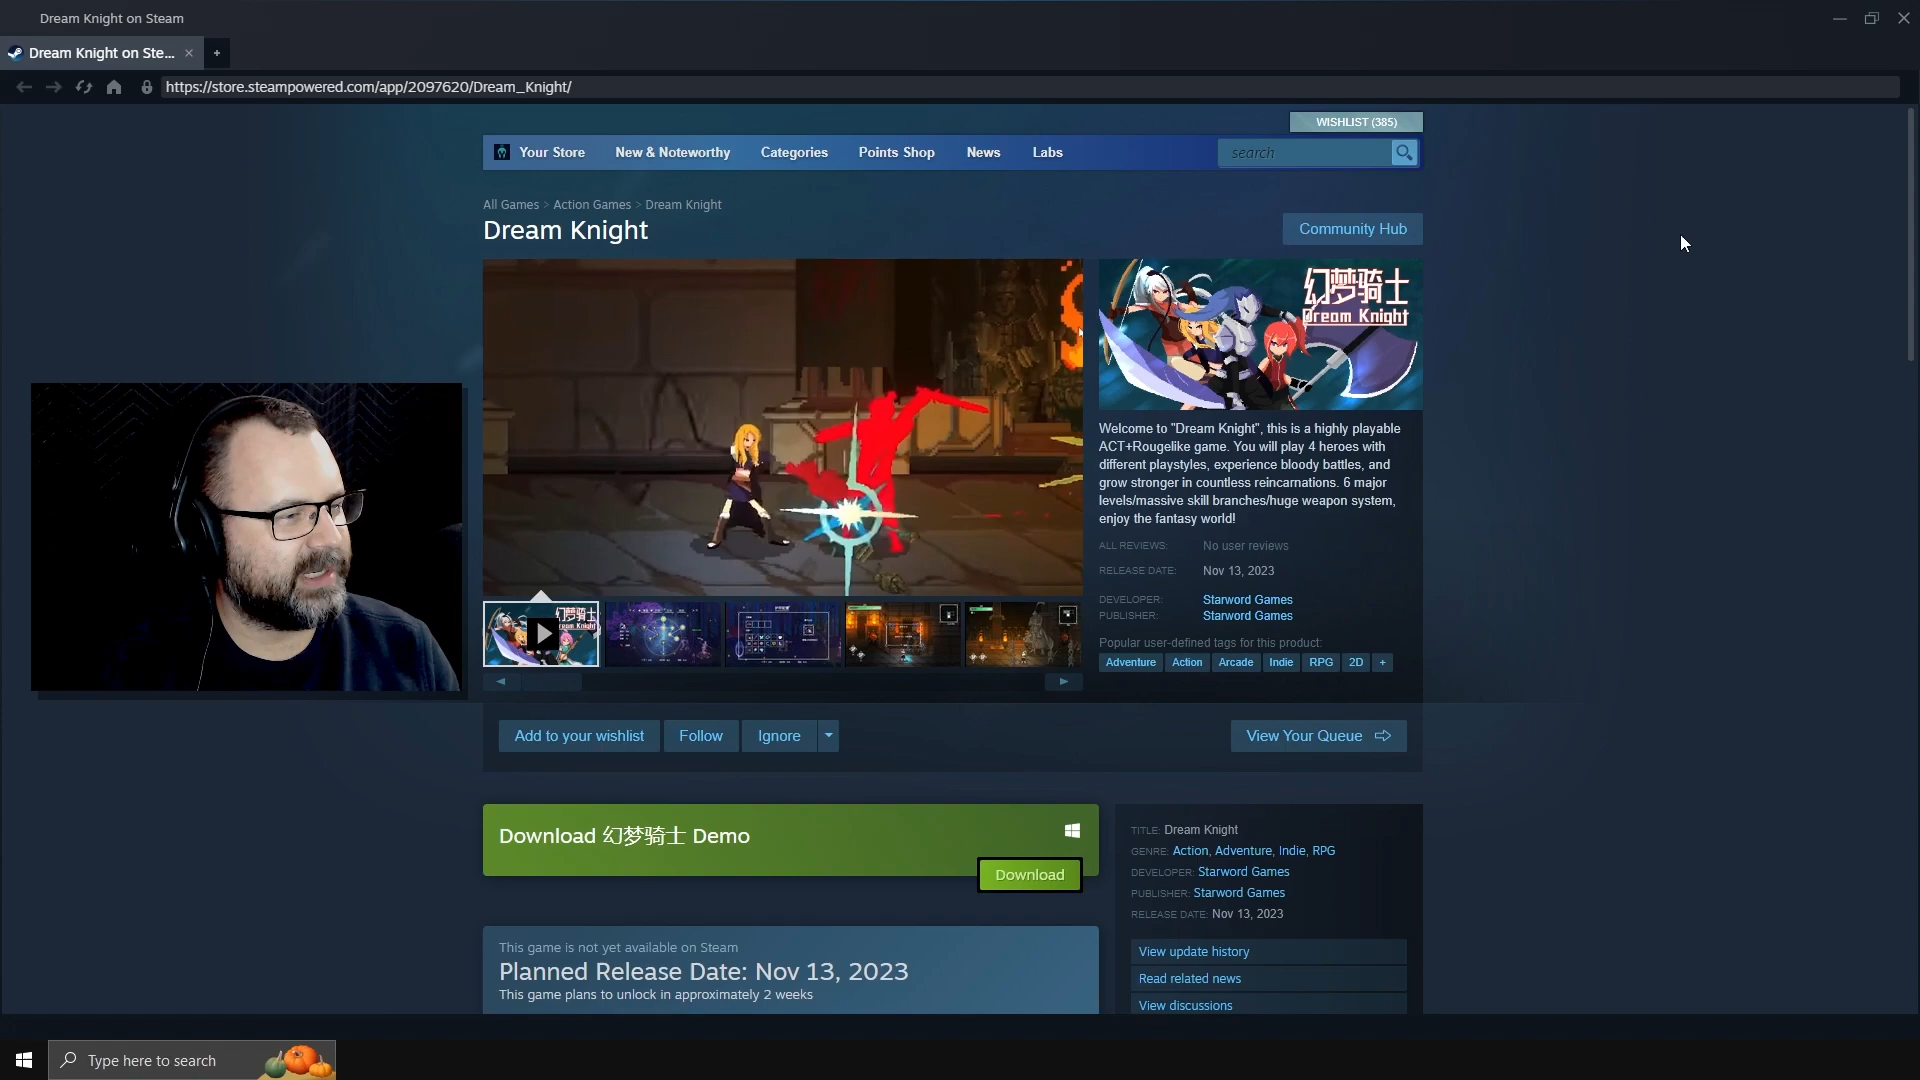 Dream Knight on Steam
Dream Knight on Ste...
https://store.steampowered.com/app/2097620/Dream_Knight/
WISHLIST (385)
Your Store New & Noteworthy Categories Points Shop News Labs search
All Games > Action Games > Dream Knight
Dream Knight
Community Hub
幻梦骑士
Dream Knight
Welcome to "Dream Knight", this is a highly playable
ACT+Rougelike game. You will play 4 heroes with
different playstyles, experience bloody battles, and
grow stronger in countless reincarnations. 6 major
levels/massive skill branches/huge weapon system,
enjoy the fantasy world!
ALL REVIEWS: No user reviews
RELEASE DATE: Nov 13, 2023
DEVELOPER: Starword Games
PUBLISHER: Starword Games
Popular user-defined tags for this product:
Adventure Action Arcade Indie RPG 2D +
幻梦骑士
Add to your wishlist Follow Ignore View Your Queue
Download 幻梦骑士 Demo
Download
This game is not yet available on Steam
Planned Release Date: Nov 13, 2023
This game plans to unlock in approximately 2 weeks
TITLE: Dream Knight
GENRE: Action, Adventure, Indie, RPG
DEVELOPER: Starword Games
PUBLISHER: Starword Games
RELEASE DATE: Nov 13, 2023
View update history
Read related news
View discussions
Type here to search